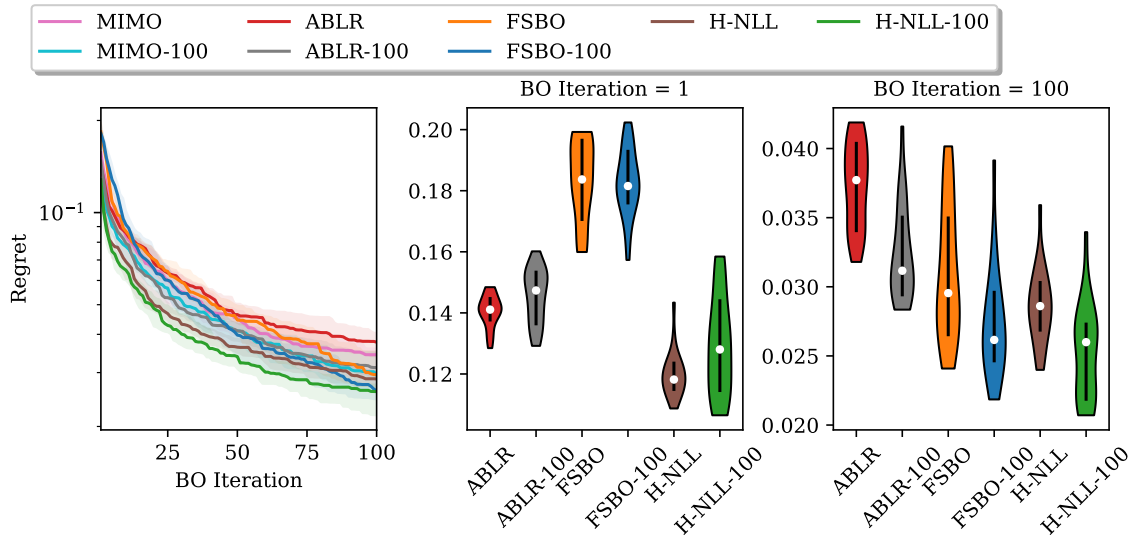 MIMO ABLR FSBO H-NLL H-NLL-100
MIMO-100 ABLR-100 FSBO-100
BO Iteration = 1
BO Iteration = 100
Regret
10⁻¹
25 50 75 100
BO Iteration
0.20
0.18
0.16
0.14
0.12
ABLR
ABLR-100
FSBO
FSBO-100
H-NLL
H-NLL-100
0.040
0.035
0.030
0.025
0.020
ABLR
ABLR-100
FSBO
FSBO-100
H-NLL
H-NLL-100